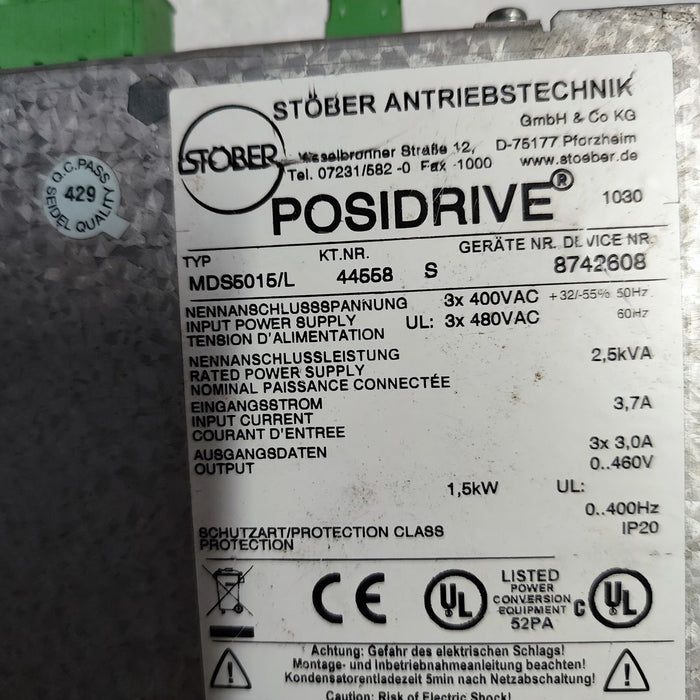 STÖBER ANTRIEBSTECHNIK
GmbH & Co KG
STÖBER
sselbronner Straße 12, D-75177 Pforzheim
Tel. 07231/582 -0 Fax -1000 www.stoeber.de
POSIDRIVE® 1030
Q.C.PASS
429
SEIDEL QUALITY
TYP KT.NR. GERÄTE NR. DEVICE NR.
MDS5015/L 44558 S 8742608
NENNANSCHLUSSSPANNUNG 3x 400VAC +32/-55% 50Hz
INPUT POWER SUPPLY UL: 3x 480VAC 60Hz
TENSION D'ALIMENTATION
NENNANSCHLUSSLEISTUNG 2,5kVA
RATED POWER SUPPLY
NOMINAL PAISSANCE CONNECTÉE
EINGANGSSTROM 3,7A
INPUT CURRENT
COURANT D'ENTREE
AUSGANGSDATEN 3x 3,0A
OUTPUT 0..460V
1,5kW UL:
0..400Hz
SCHUTZART/PROTECTION CLASS IP20
PROTECTION
CE
UL
LISTED
POWER
CONVERSION
EQUIPMENT
52PA
C UL
Achtung: Gefahr des elektrischen Schlags!
Montage- und Inbetriebnahmeanleitung beachten!
Kondensatorentladezeit 5min nach Netzabschaltung!
Caution: Risk of Electric Shock!